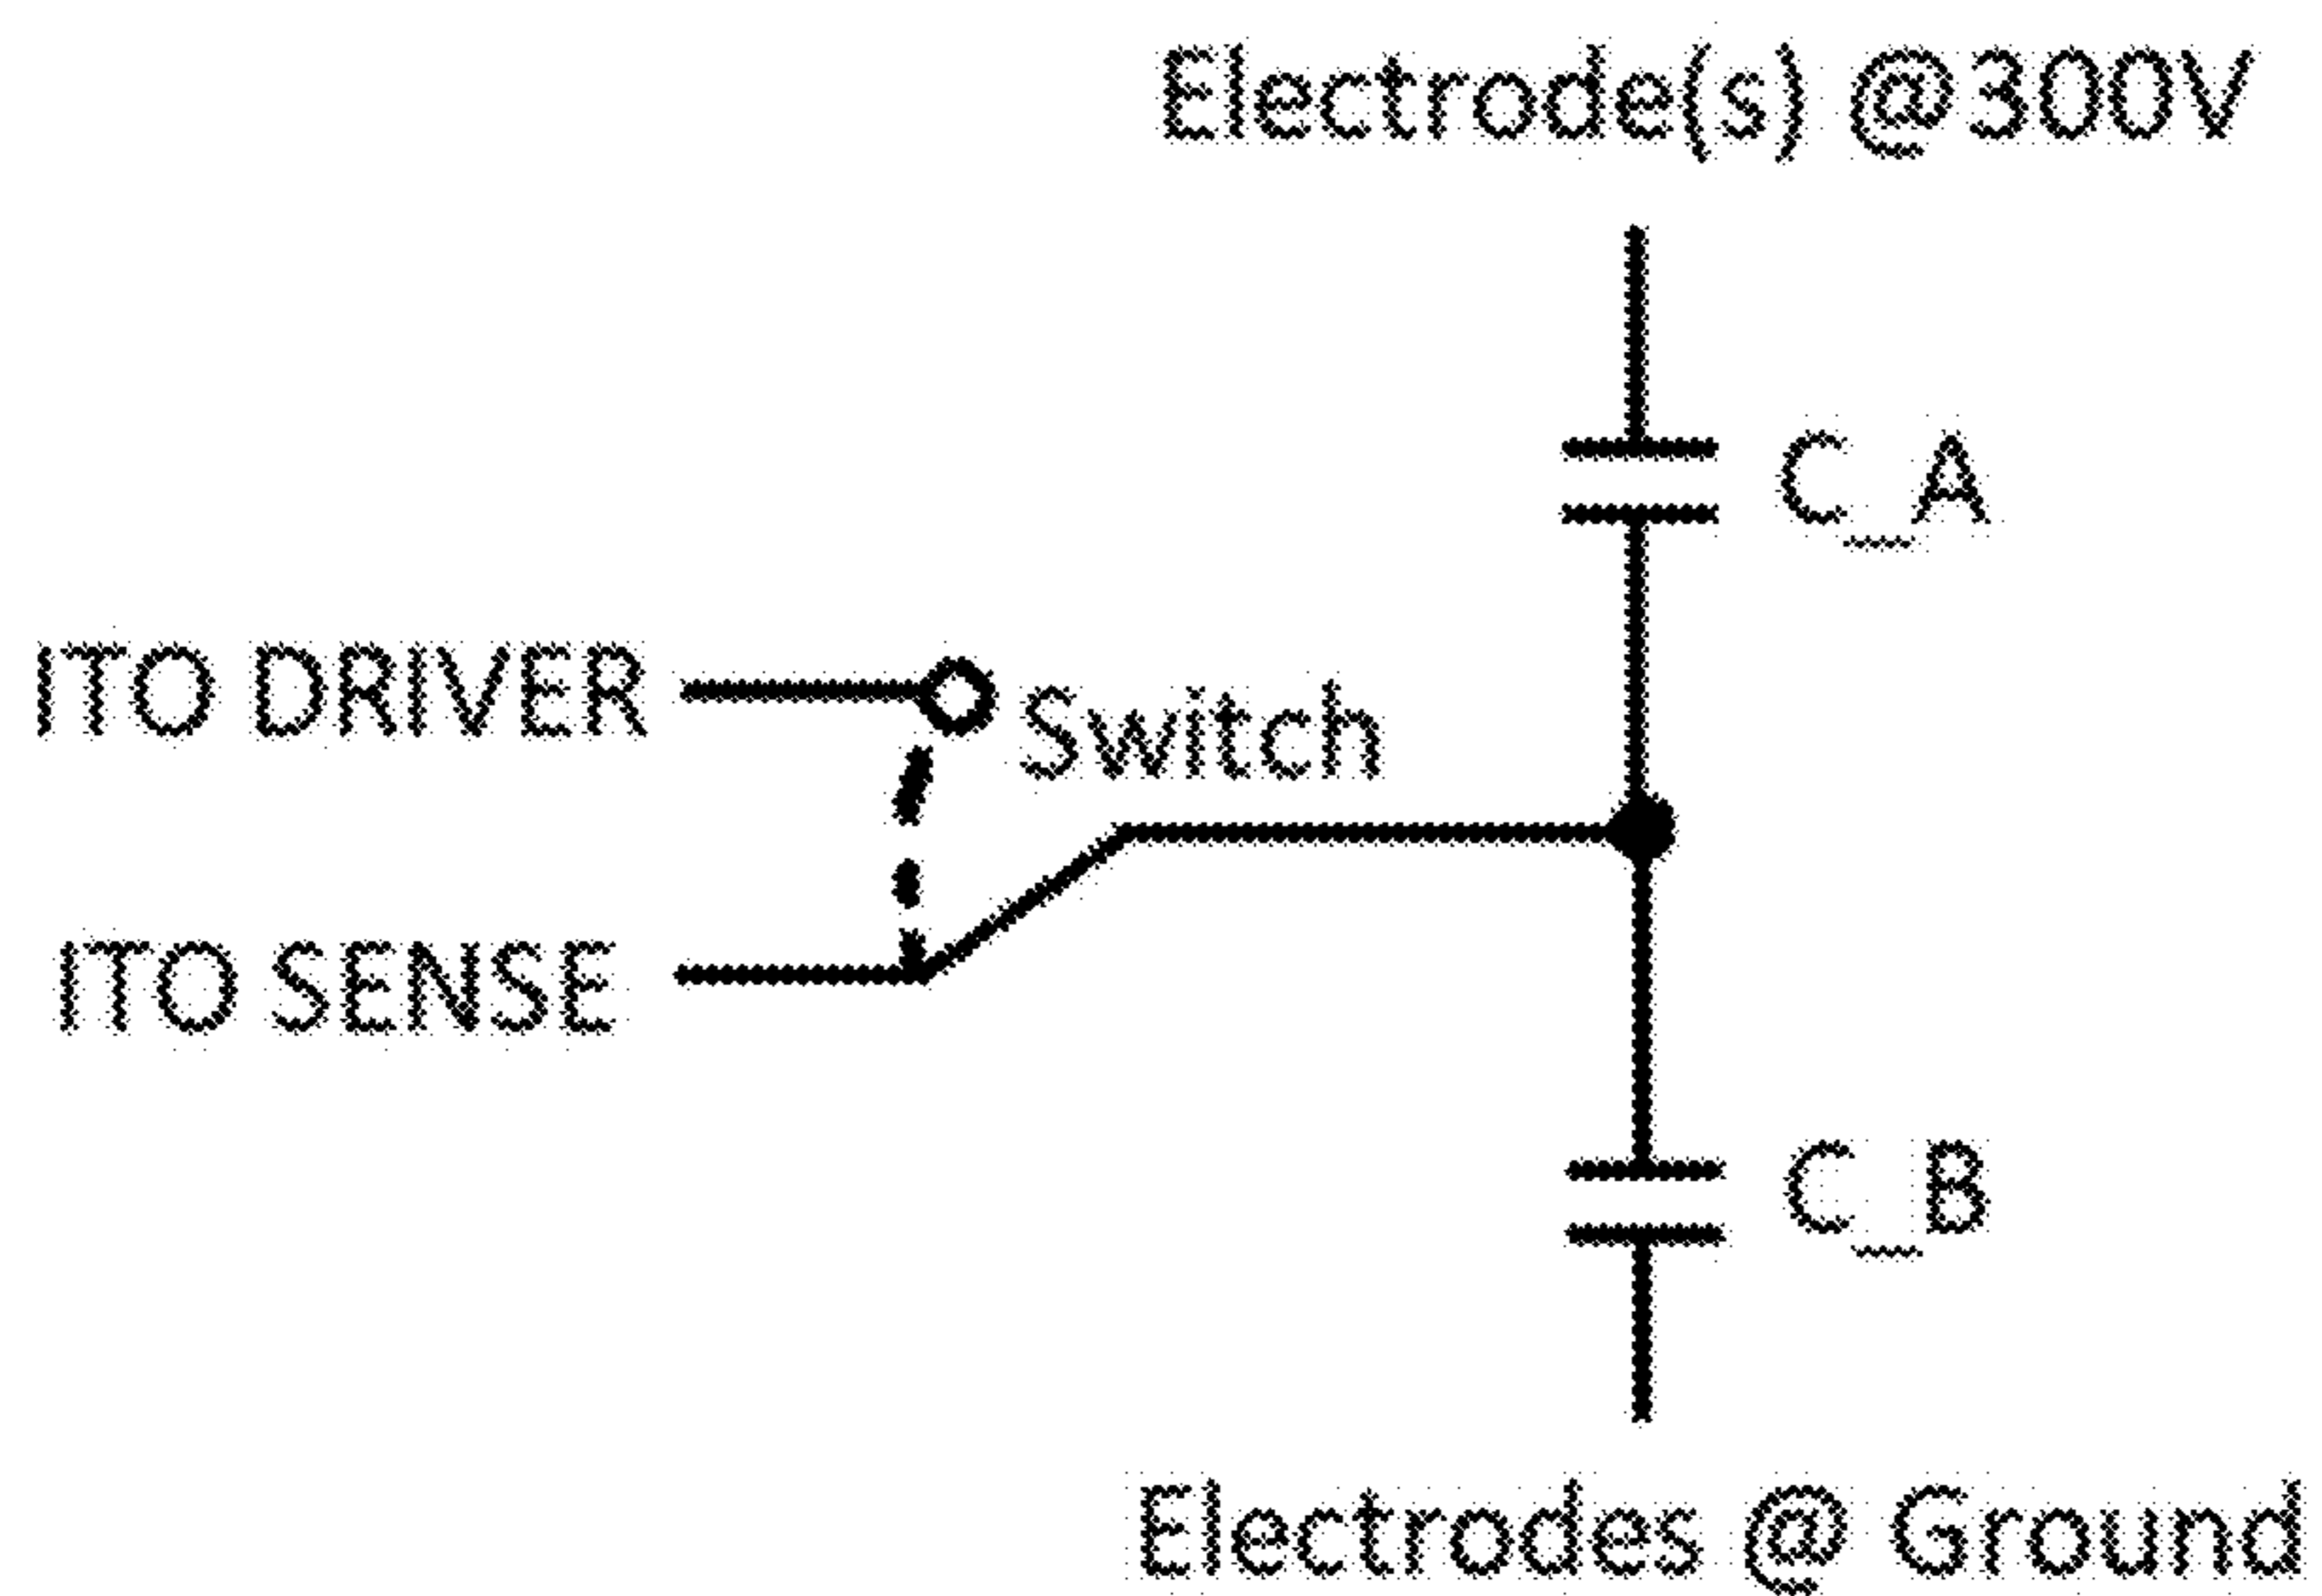 Electrode(s) @300V
C_A
ITO DRIVER
Switch
ITO SENSE
C_B
Electrodes @ Ground